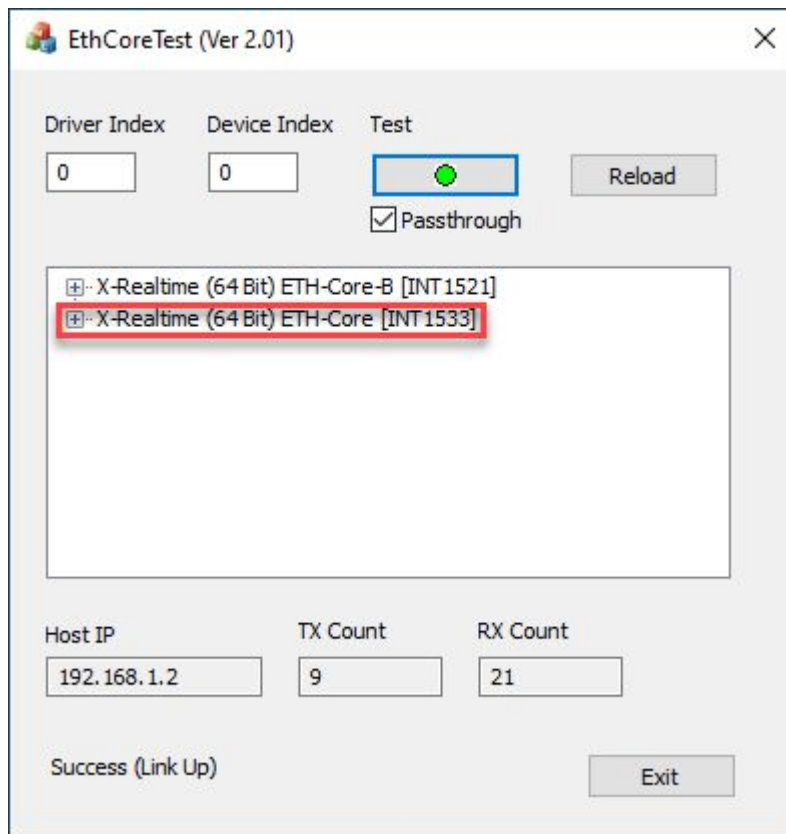 EthCoreTest (Ver 2.01)
Driver Index Device Index Test
0 0 Reload
Passthrough
X-Realtime (64 Bit) ETH-Core-B [INT1521]
X-Realtime (64 Bit) ETH-Core [INT1533]
Host IP TX Count RX Count
192.168.1.2 9 21
Success (Link Up) Exit